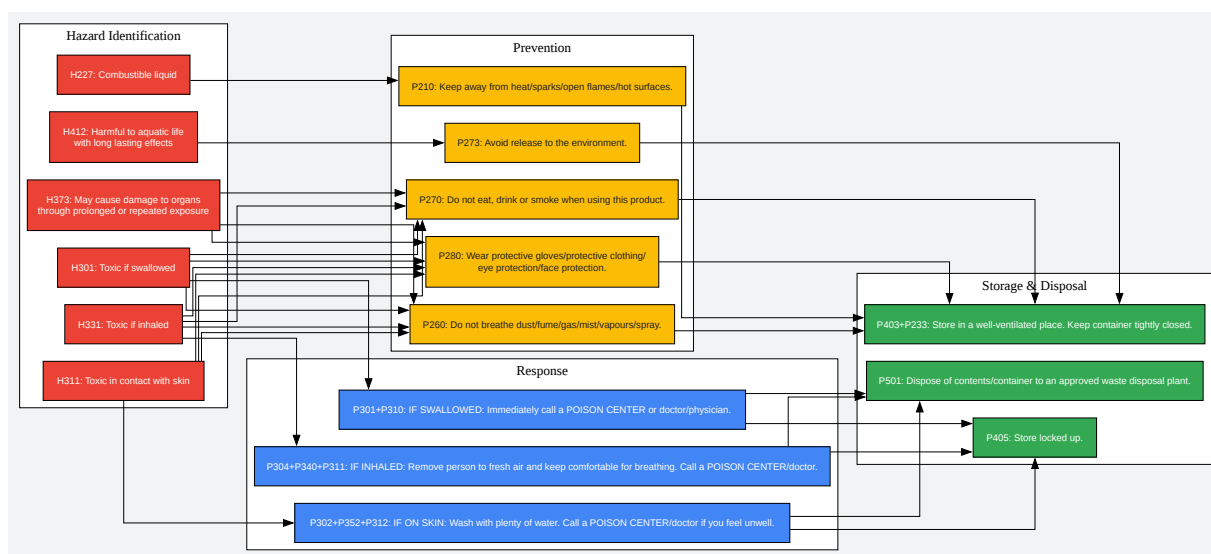 Hazard Identification
H227: Combustible liquid
H412: Harmful to aquatic life
with long lasting effects
H373: May cause damage to organs
through prolonged or repeated exposure
H301: Toxic if swallowed
H331: Toxic if inhaled
H311: Toxic in contact with skin
Prevention
P210: Keep away from heat/sparks/open flames/hot surfaces.
P273: Avoid release to the environment.
P270: Do not eat, drink or smoke when using this product.
P280: Wear protective gloves/protective clothing/
eye protection/face protection.
P260: Do not breathe dust/fume/gas/mist/vapours/spray.
Response
P301+P310: IF SWALLOWED: Immediately call a POISON CENTER or doctor/physician.
P304+P340+P311: IF INHALED: Remove person to fresh air and keep comfortable for breathing. Call a POISON CENTER/doctor.
P302+P352+P312: IF ON SKIN: Wash with plenty of water. Call a POISON CENTER/doctor if you feel unwell.
Storage & Disposal
P403+P233: Store in a well-ventilated place. Keep container tightly closed.
P501: Dispose of contents/container to an approved waste disposal plant.
P405: Store locked up.